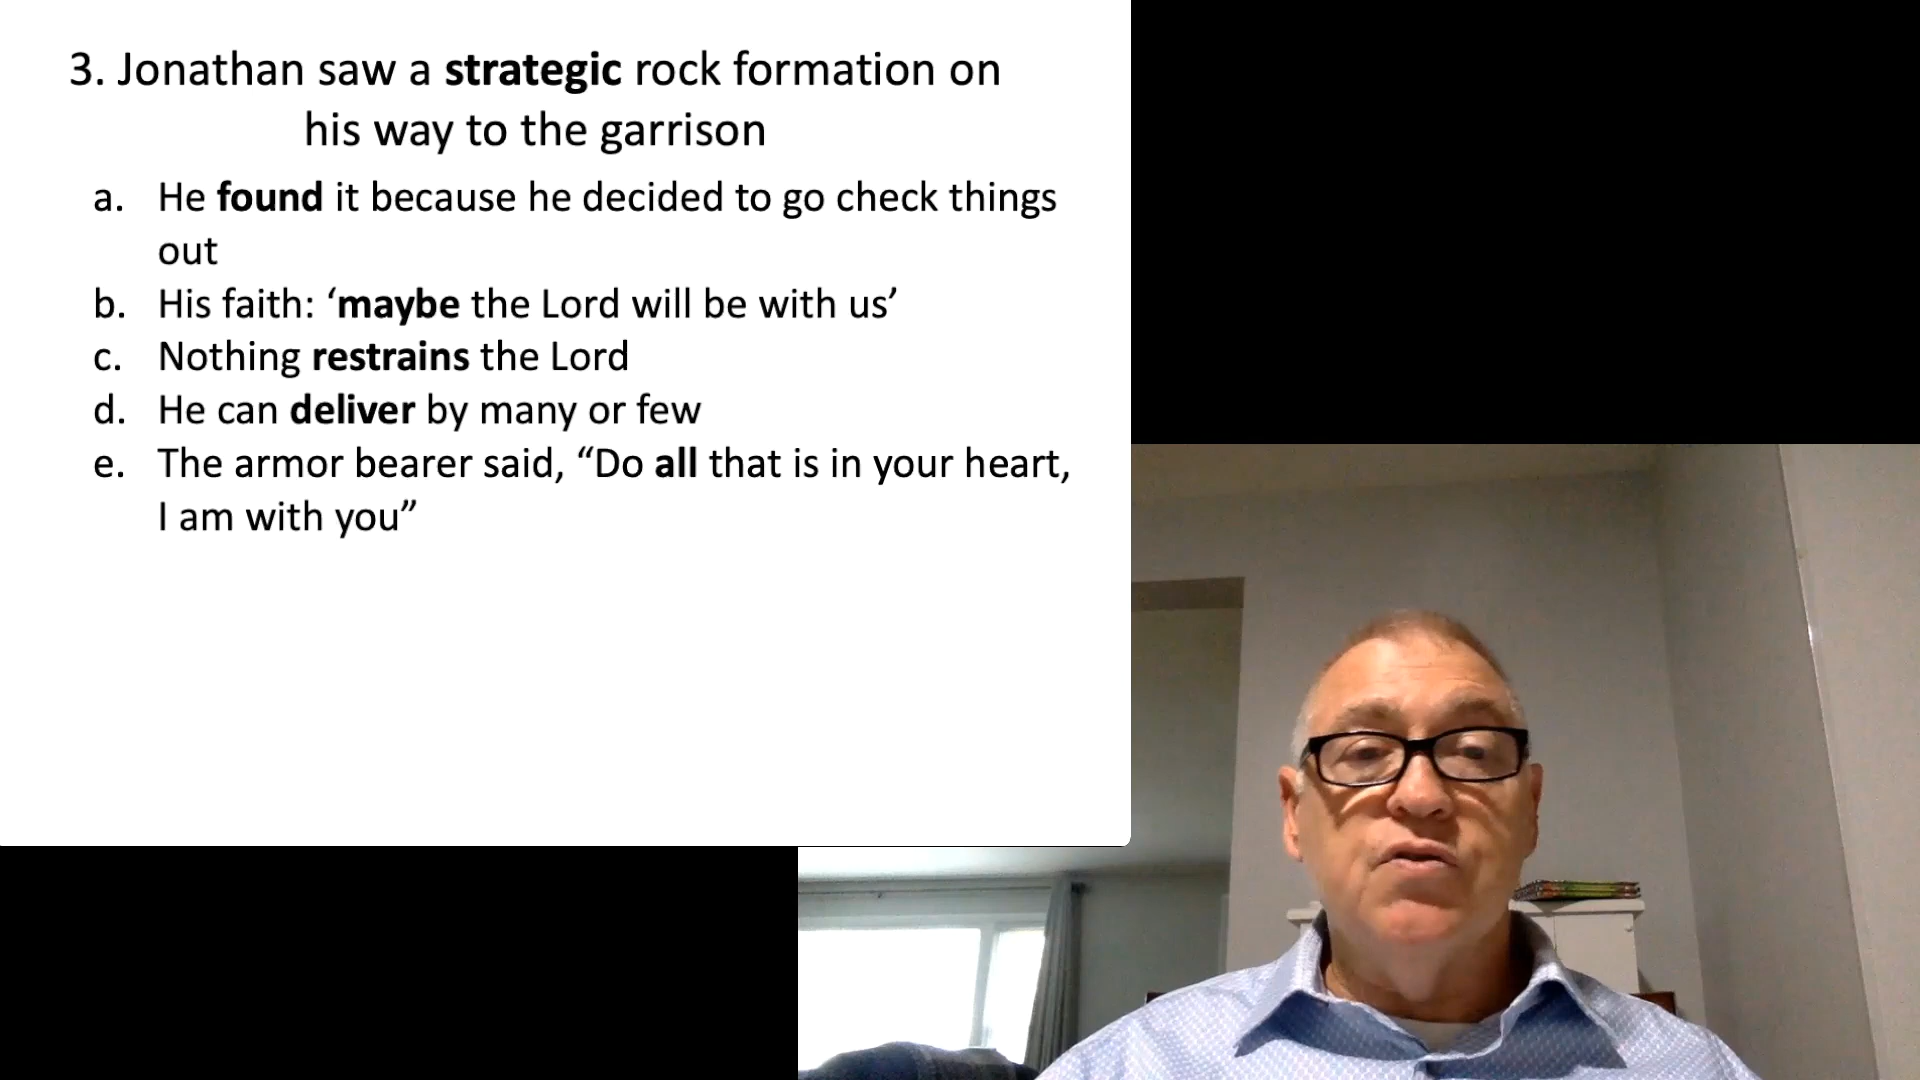 3. Jonathan saw a strategic rock formation on
his way to the garrison
a. He found it because he decided to go check things
out
b. His faith: ‘maybe the Lord will be with us’
c. Nothing restrains the Lord
d. He can deliver by many or few
e. The armor bearer said, “Do all that is in your heart,
I am with you”